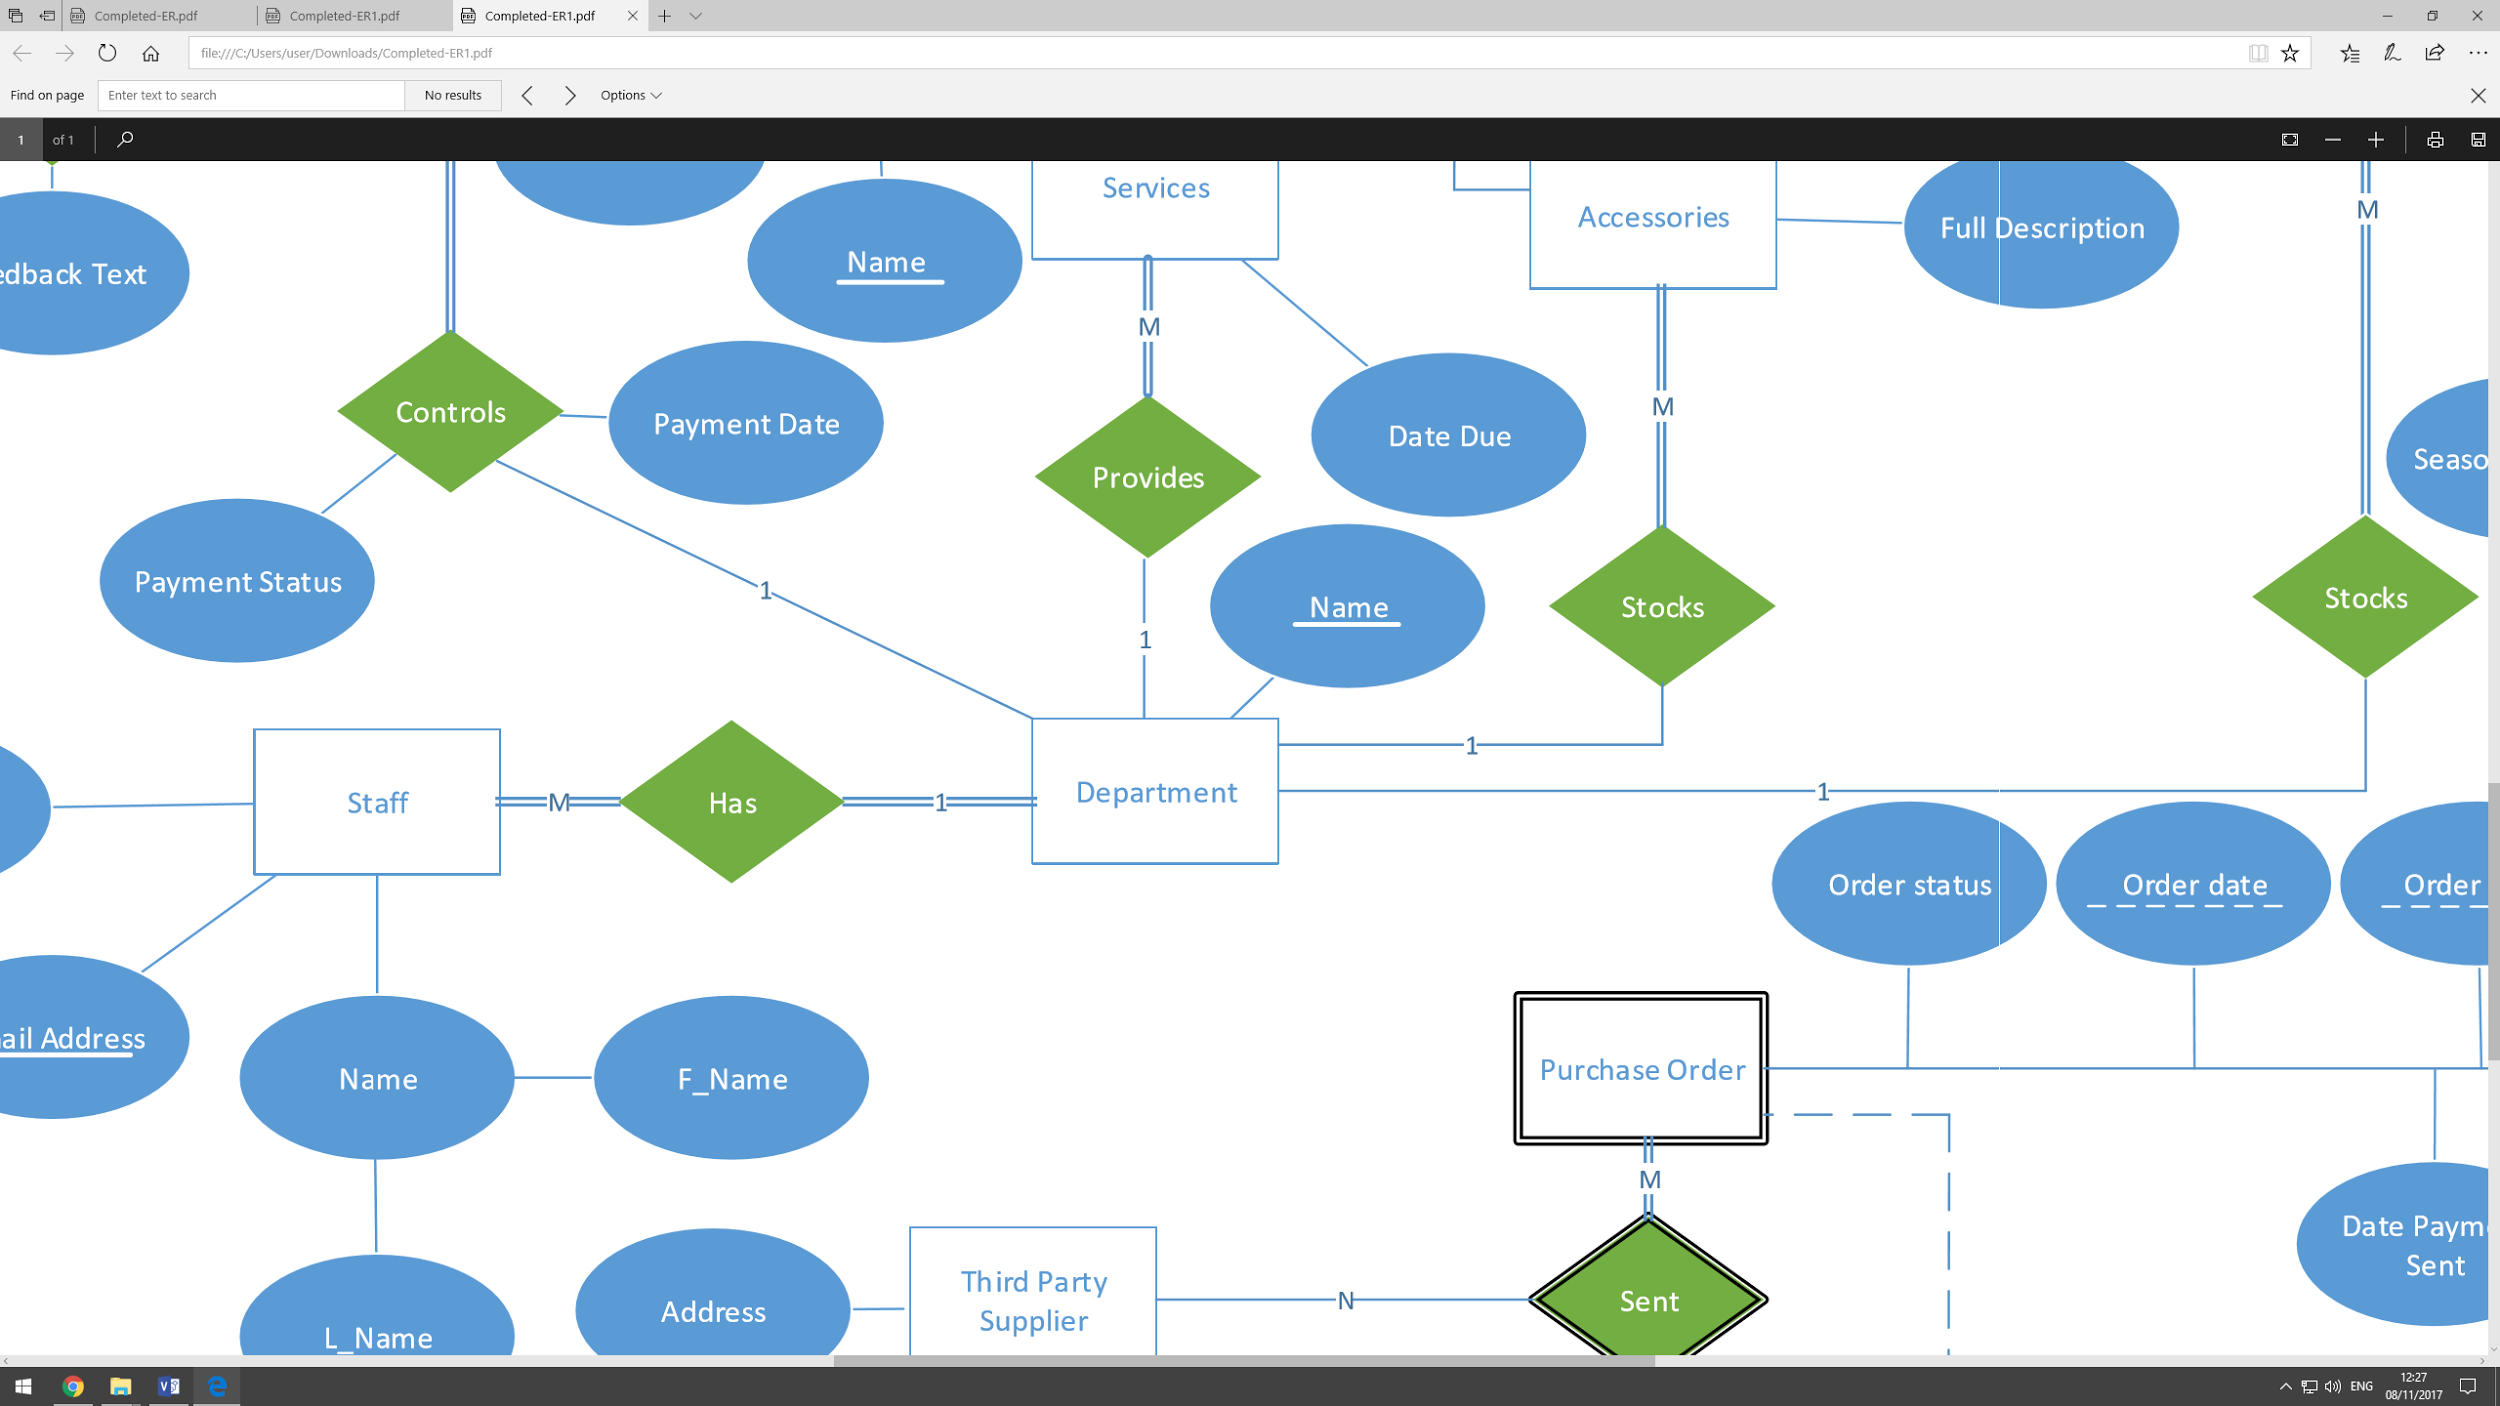 Completed-ER.pdf
Completed-ER1.pdf
Completed-ER1.pdf
file:///C:/Users/user/Downloads/Completed-ER1.pdf
Find on page
Enter text to search
No results
Options
1
of 1
Services
Accessories
M
Full Description
Name
edback Text
M
M
Controls
Payment Date
Date Due
Seaso
Provides
Payment Status
1
Name
Stocks
Stocks
1
1
Staff
M
Has
1
Department
1
Order status
Order date
Order
ail Address
Name
F_Name
Purchase Order
M
Date Paym
Sent
Third Party
Supplier
N
Sent
Address
L_Name
ENG
12:27
08/11/2017